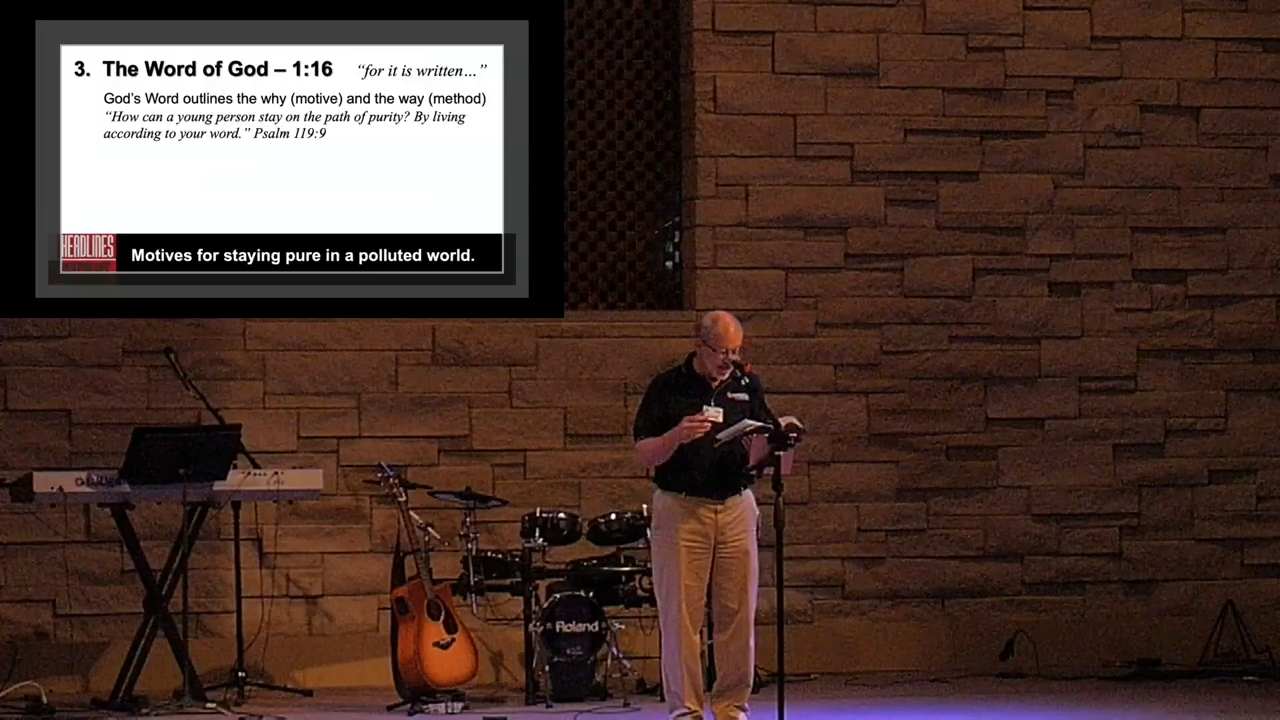 3. The Word of God – 1:16 “for it is written…”
God’s Word outlines the why (motive) and the way (method)
“How can a young person stay on the path of purity? By living
according to your word.” Psalm 119:9
HEADLINES
Motives for staying pure in a polluted world.
Roland